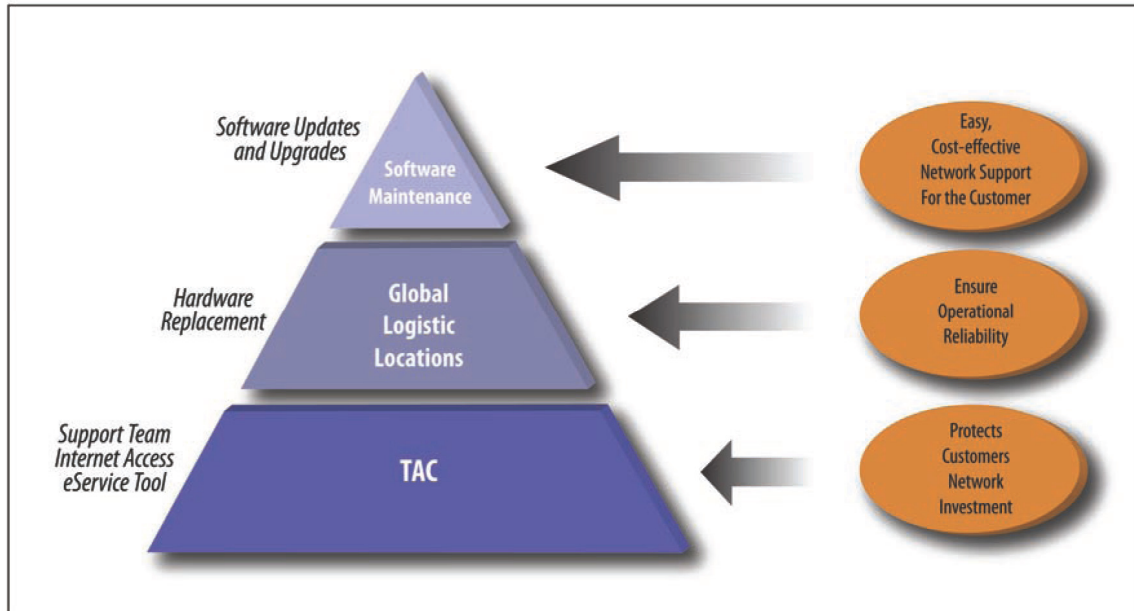 Software Updates
and Upgrades
Software
Maintenance
Easy,
Cost-effective
Network Support
For the Customer
Hardware
Replacement
Global
Logistic
Locations
Ensure
Operational
Reliability
Support Team
Internet Access
eService Tool
TAC
Protects
Customers
Network
Investment